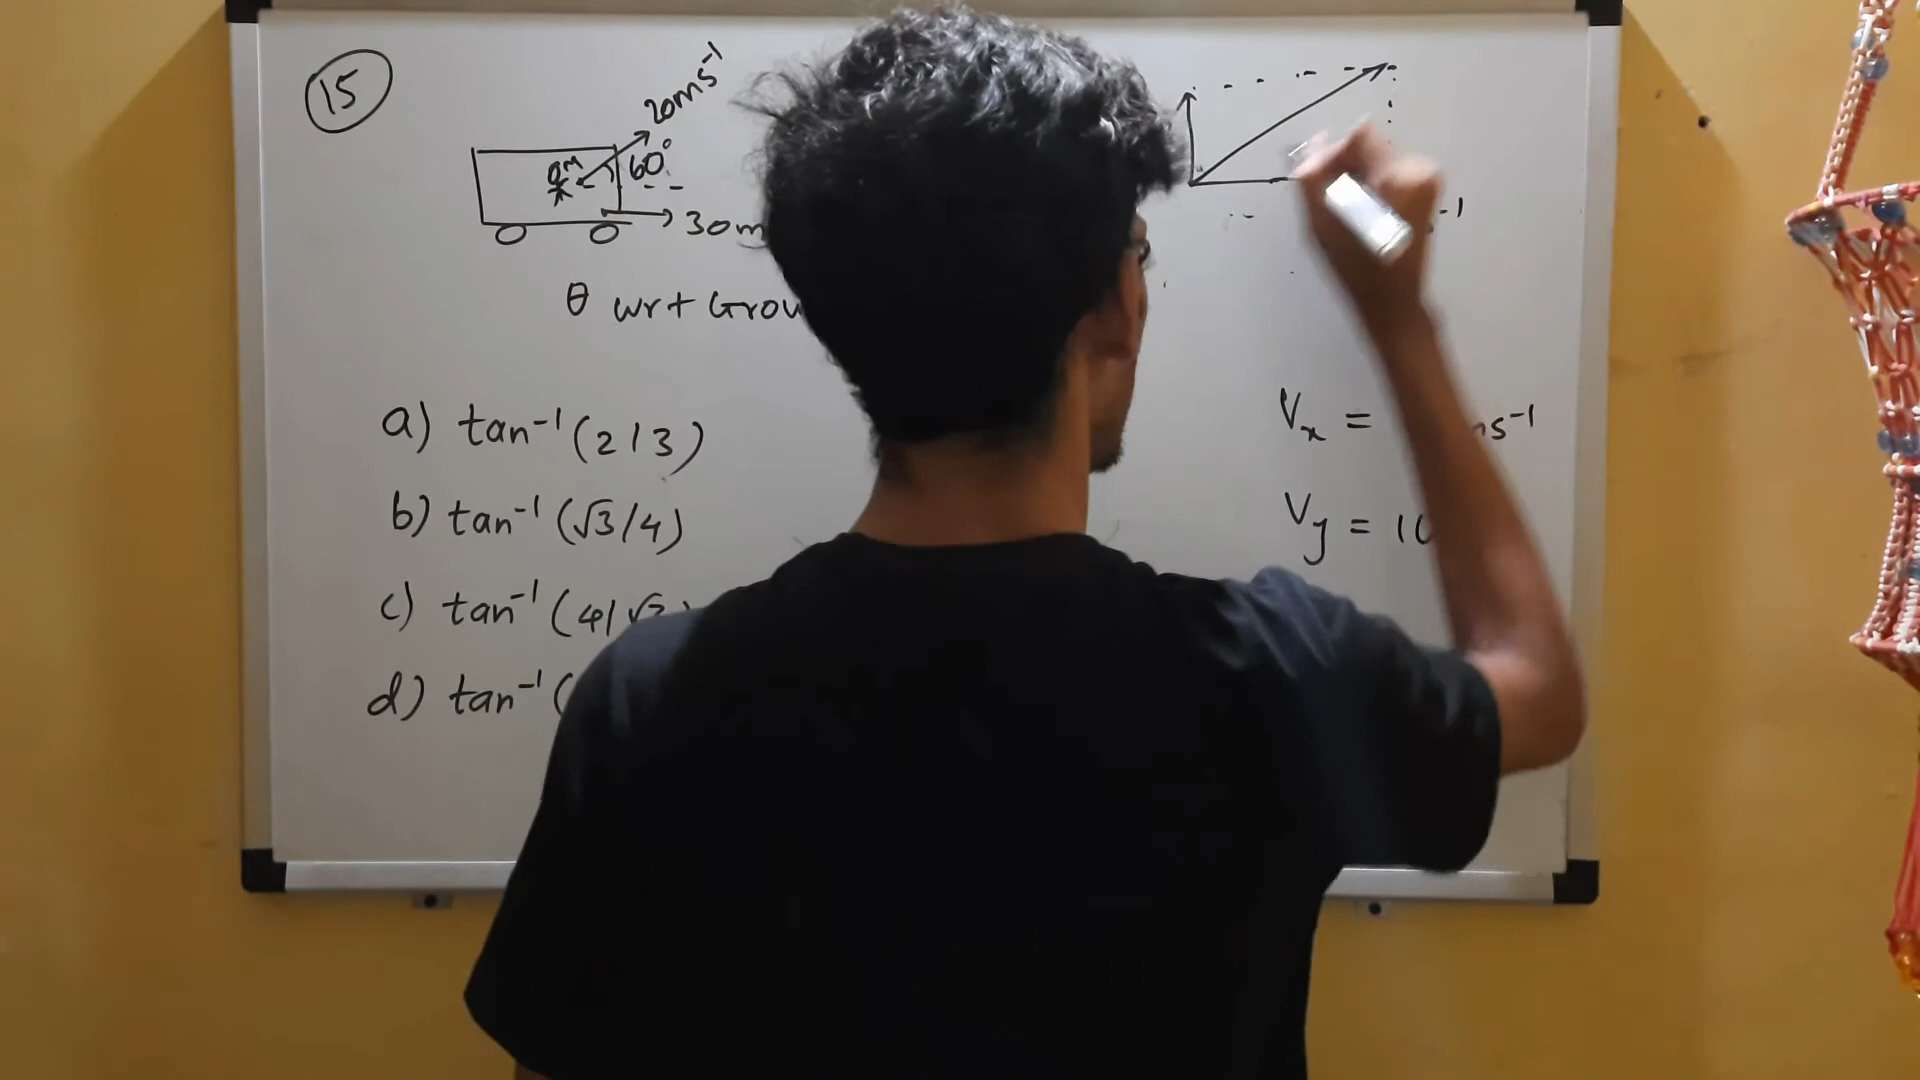 15
20ms⁻¹
60°
m
30m
θ wrt Grou
a) tan⁻¹(2/3)
b) tan⁻¹(√3/4)
c) tan⁻¹(4/√3)
d) tan⁻¹(
⁻¹
Vx = ms⁻¹
Vy = 10